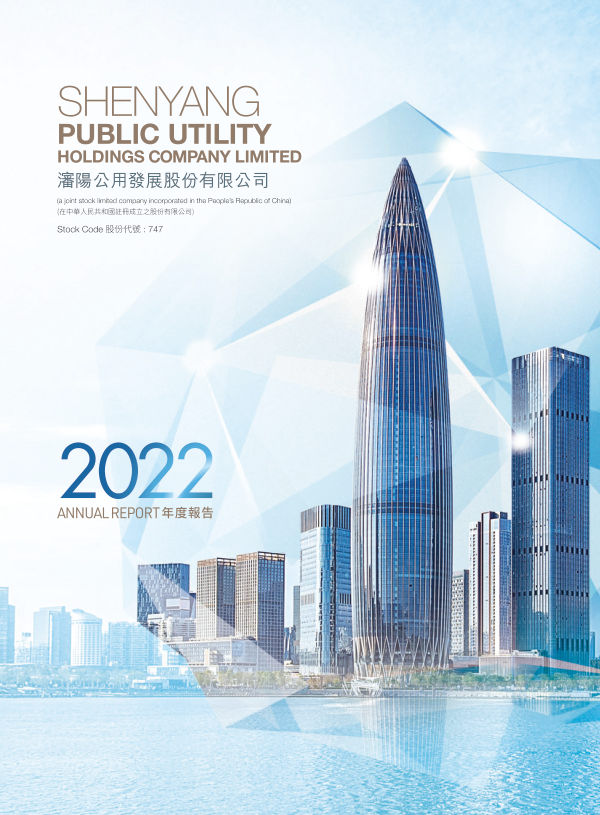 SHENYANG
PUBLIC UTILITY
HOLDINGS COMPANY LIMITED
瀋陽公用發展股份有限公司
(a joint stock limited company incorporated in the People's Republic of China)
(在中華人民共和國註冊成立之股份有限公司)
Stock Code 股份代號 : 747
2022
ANNUAL REPORT 年度報告